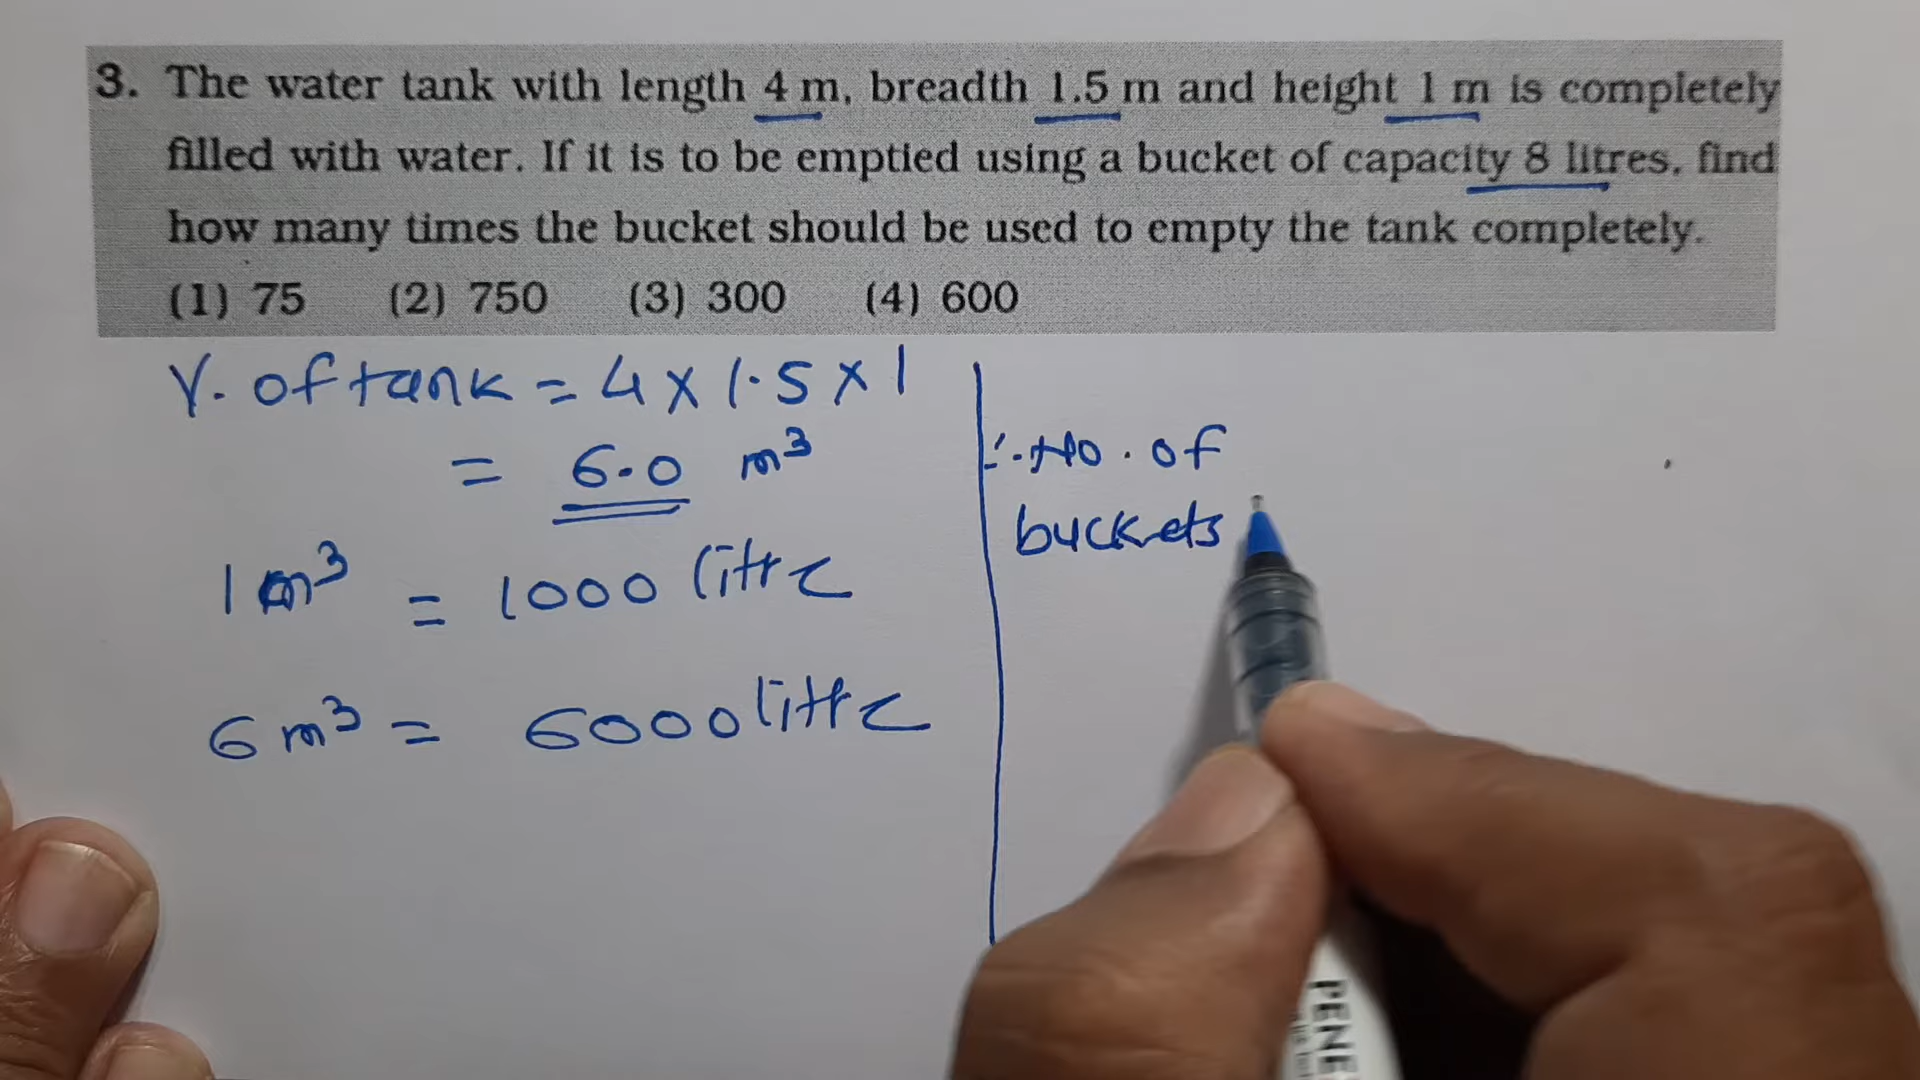 3. The water tank with length 4 m, breadth 1.5 m and height 1 m is completely
filled with water. If it is to be emptied using a bucket of capacity 8 litres, find
how many times the bucket should be used to empty the tank completely.
(1) 75 (2) 750 (3) 300 (4) 600
V. of tank = 4 x 1.5 x 1
= 6.0 m³
1 m³ = 1000 litre
6 m³ = 6000 litre
∴ No. of
buckets
PENE